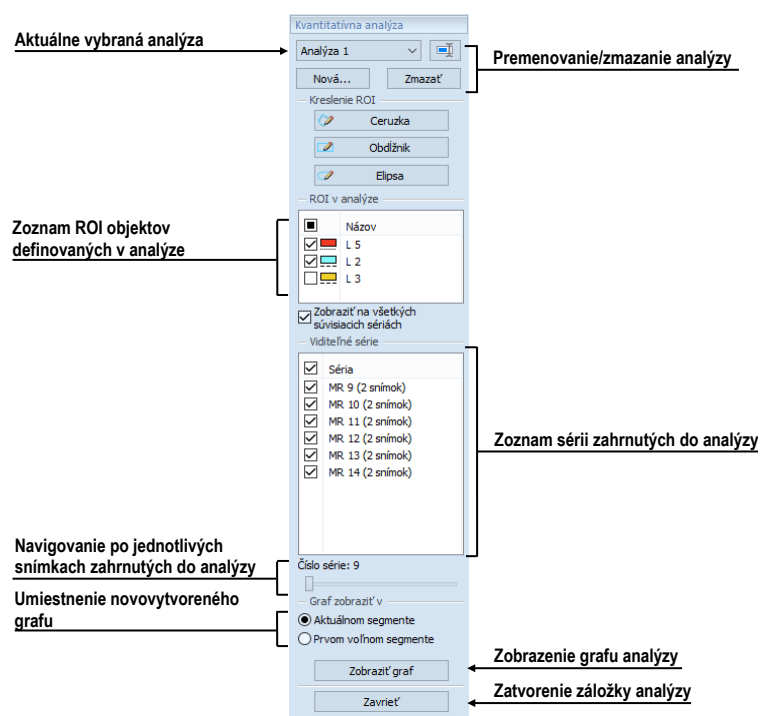 Kvantitatívna analýza
Aktuálne vybraná analýza
Analýza 1
Premenovanie/zmazanie analýzy
Nová...
Zmazať
Kreslenie ROI
Ceruzka
Obdĺžnik
Elipsa
ROI v analýze
Zoznam ROI objektov
definovaných v analýze
Názov
L 5
L 2
L 3
Zobraziť na všetkých
súvisiacich sériách
Viditeľné série
Séria
MR 9 (2 snímok)
MR 10 (2 snímok)
MR 11 (2 snímok)
MR 12 (2 snímok)
MR 13 (2 snímok)
MR 14 (2 snímok)
Zoznam sérii zahrnutých do analýzy
Navigovanie po jednotlivých
snímkach zahrnutých do analýzy
Číslo série: 9
Umiestnenie novovytvoreného
grafu
Graf zobraziť v
Aktuálnom segmente
Prvom voľnom segmente
Zobraziť graf
Zobrazenie grafu analýzy
Zavrieť
Zatvorenie záložky analýzy